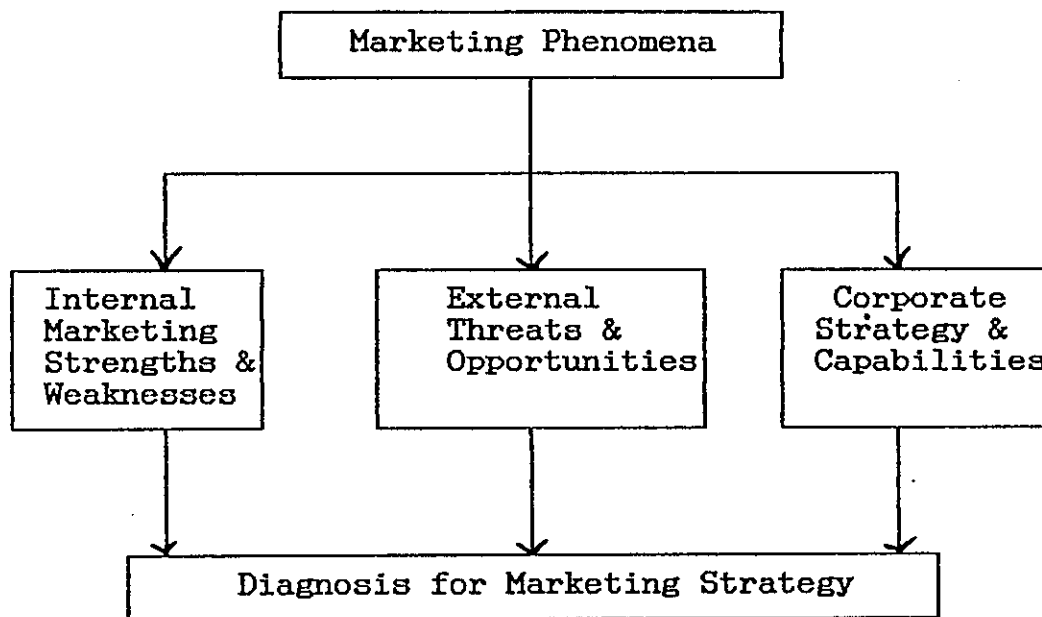 Marketing Phenomena
Internal
Marketing
Strengths &
Weaknesses
External
Threats &
Opportunities
Corporate
Strategy &
Capabilities
Diagnosis for Marketing Strategy